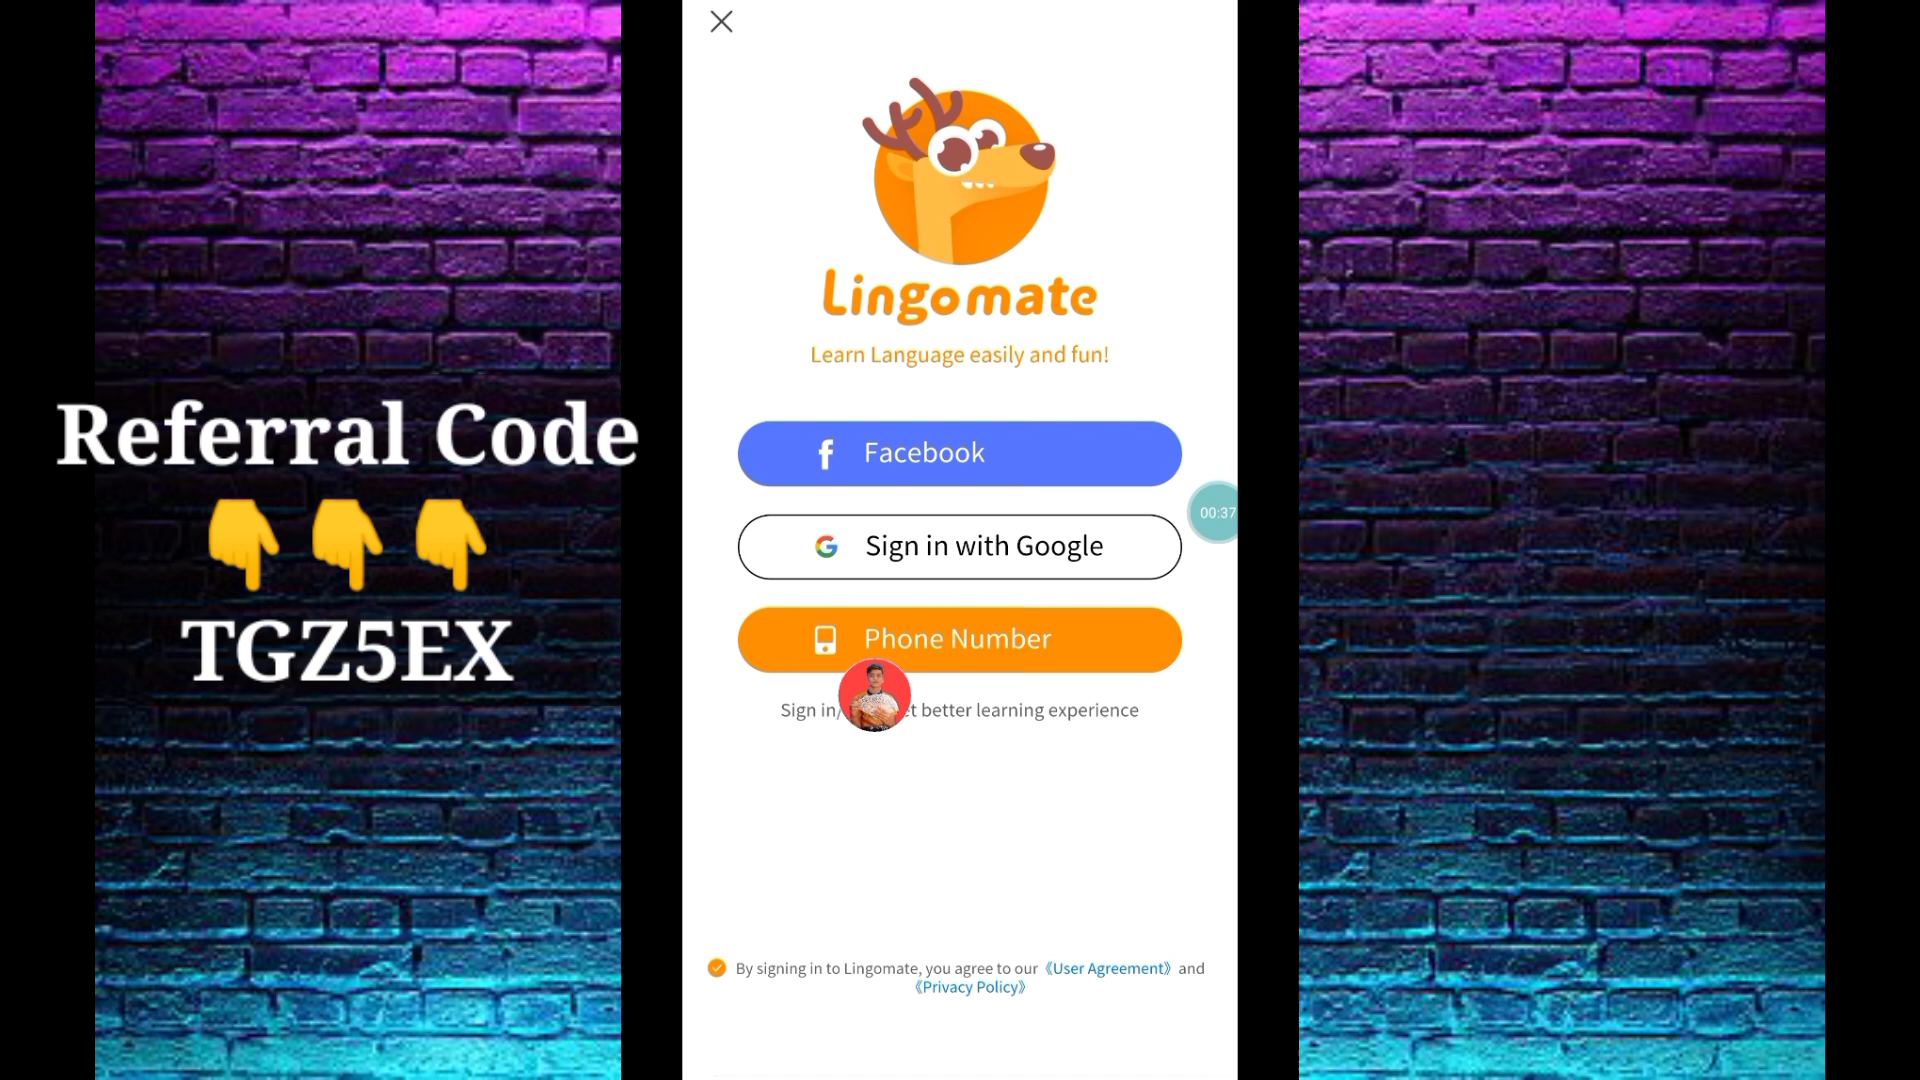 Referral Code
👇👇👇
TGZ5EX
Lingomate
Learn Language easily and fun!
Facebook
Sign in with Google
00:37
Phone Number
Sign in/ et better learning experience
By signing in to Lingomate, you agree to our 《User Agreement》 and
《Privacy Policy》